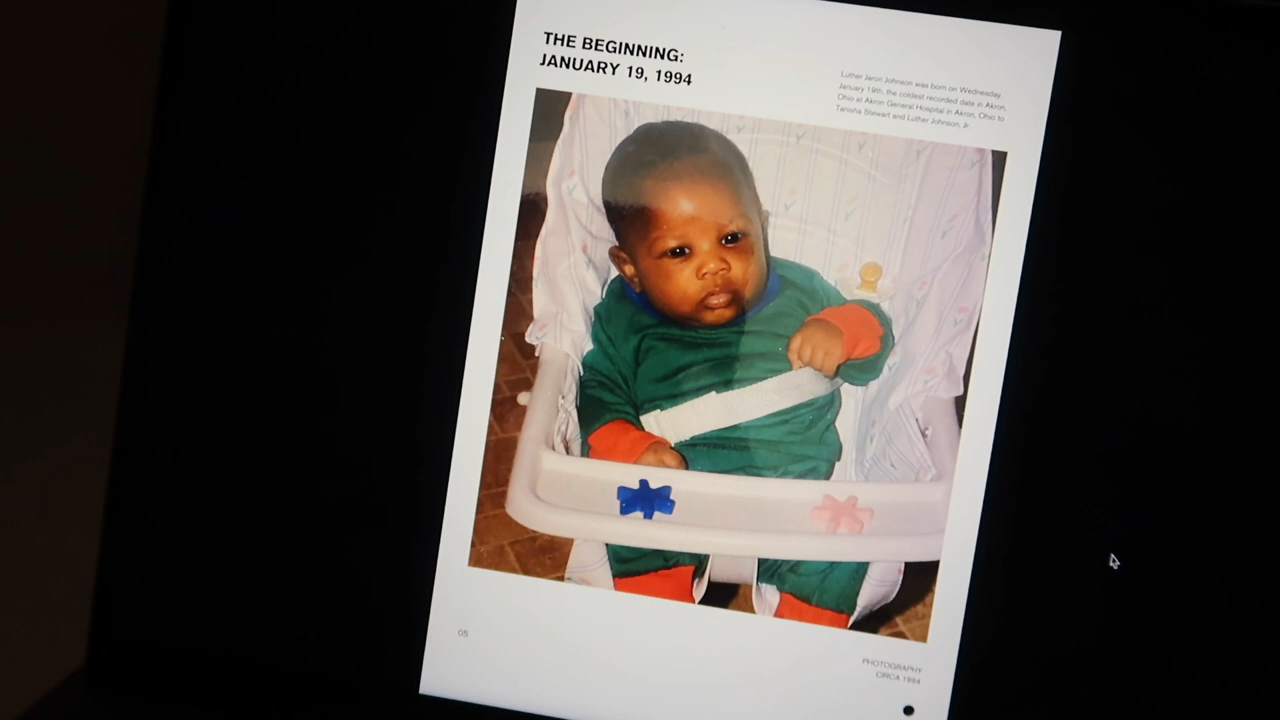 THE BEGINNING:
JANUARY 19, 1994
Luther Jaron Johnson was born on Wednesday,
January 19th, the coldest recorded date in Akron,
Ohio at Akron General Hospital in Akron, Ohio to
Tanisha Stewart and Luther Johnson, Jr.
05
PHOTOGRAPHY
CIRCA 1994